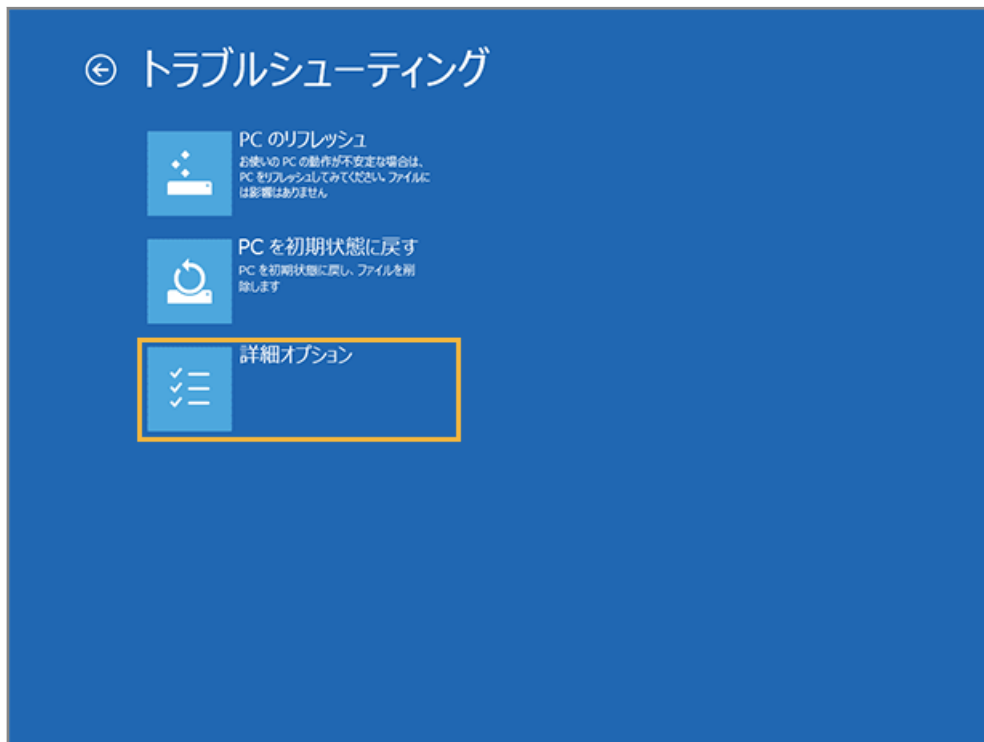 トラブルシューティング
PC のリフレッシュ
お使いの PC の動作が不安定な場合は、
PC をリフレッシュしてみてください。ファイルに
は影響はありません
PC を初期状態に戻す
PC を初期状態に戻し、ファイルを削
除します
詳細オプション